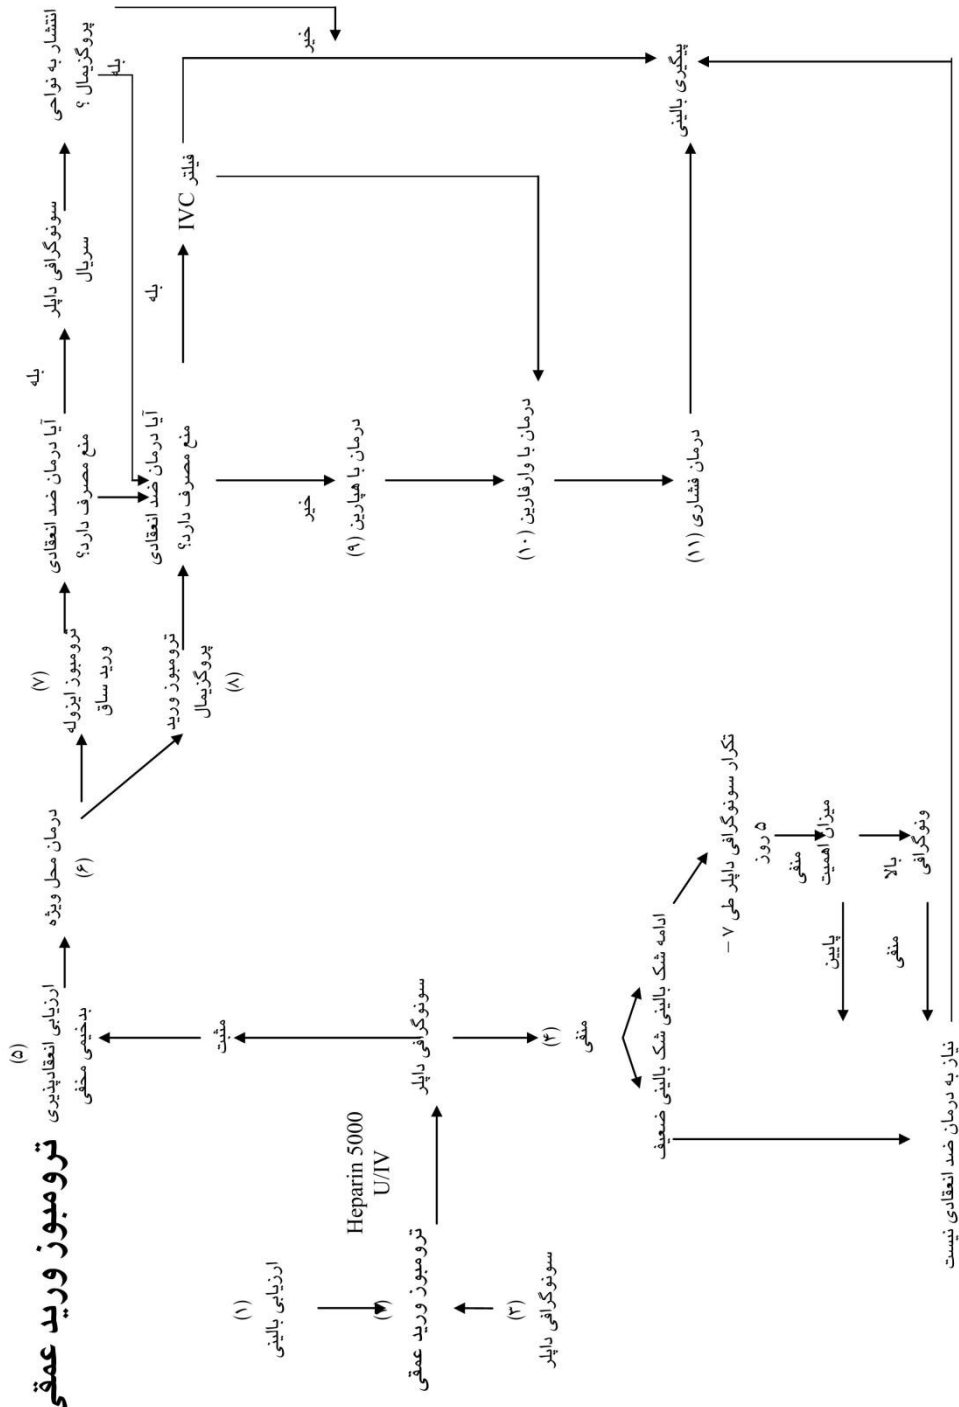 ترومبوز ورید عمقی
(۱)
ارزیابی بالینی
ترومبوز ورید عمقی
(۳)
سونوگرافی داپلر
Heparin 5000
U/IV
سونوگرافی داپلر
مثبت
(۴)
منفی
(۵)
ارزیابی انعقادپذیری
بدخیمی مخفی
درمان محل ویژه
(۶)
(۷)
ترومبوز ایزوله
ورید ساق
ترومبوز ورید
پروگزیمال
(۸)
آیا درمان ضد انعقادی
منع مصرف دارد؟
بله
سونوگرافی داپلر
سریال
انتشار به نواحی
پروگزیمال ؟
بله
خیر
آیا درمان ضد انعقادی
منع مصرف دارد؟
بله
فیلتر IVC
خیر
درمان با هپارین (۹)
درمان با وارفارین (۱۰)
درمان فشاری (۱۱)
پیگیری بالینی
ادامه شک بالینی
شک بالینی ضعیف
تکرار سونوگرافی داپلر طی ۷ –
۵ روز
منفی
میزان اهمیت
پایین
بالا
ونوگرافی
منفی
نیاز به درمان ضد انعقادی نیست